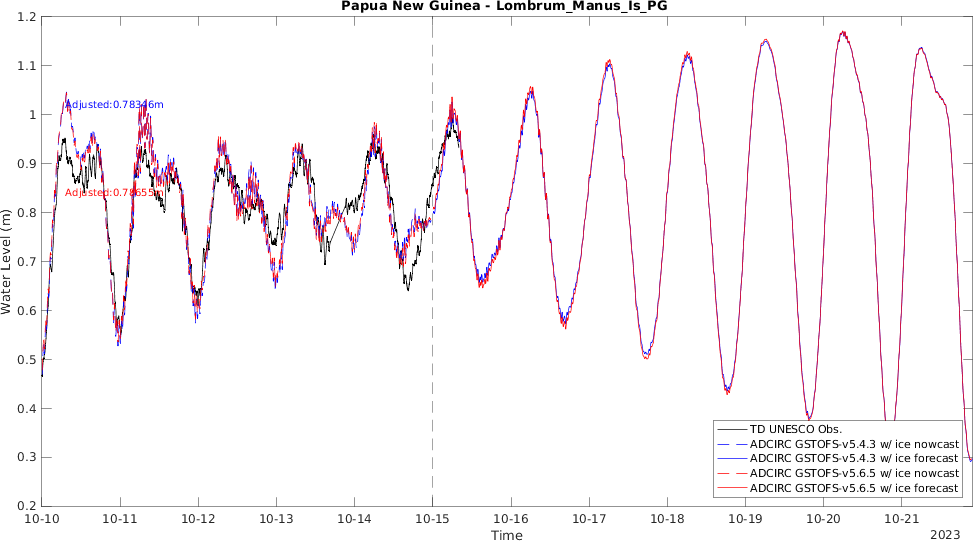 Papua New Guinea - Lombrum_Manus_Is_PG
1.2
1.1
1
0.9
0.8
0.7
0.6
0.5
0.4
0.3
0.2
Water Level (m)
Adjusted:0.78346m
Adjusted:0.78655m
TD UNESCO Obs.
ADCIRC GSTOFS-v5.4.3 w/ ice nowcast
ADCIRC GSTOFS-v5.4.3 w/ ice forecast
ADCIRC GSTOFS-v5.6.5 w/ ice nowcast
ADCIRC GSTOFS-v5.6.5 w/ ice forecast
10-10 10-11 10-12 10-13 10-14 10-15 10-16 10-17 10-18 10-19 10-20 10-21
Time
2023